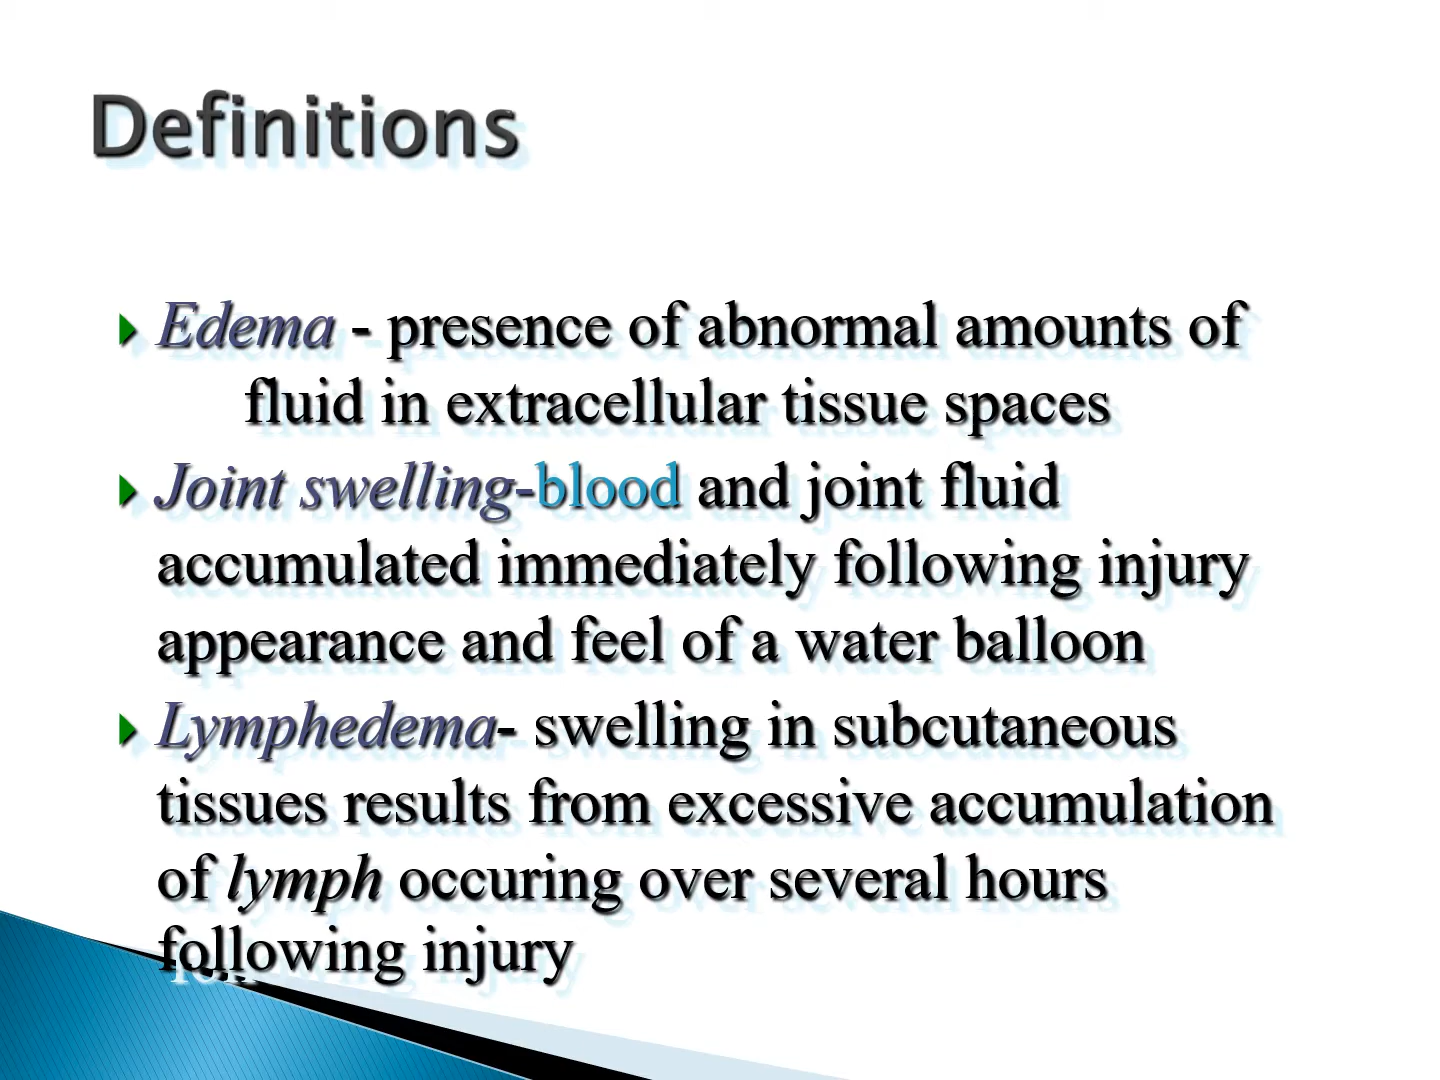 Definitions
Edema - presence of abnormal amounts of
fluid in extracellular tissue spaces
Joint swelling-blood and joint fluid
accumulated immediately following injury
appearance and feel of a water balloon
Lymphedema- swelling in subcutaneous
tissues results from excessive accumulation
of lymph occuring over several hours
following injury